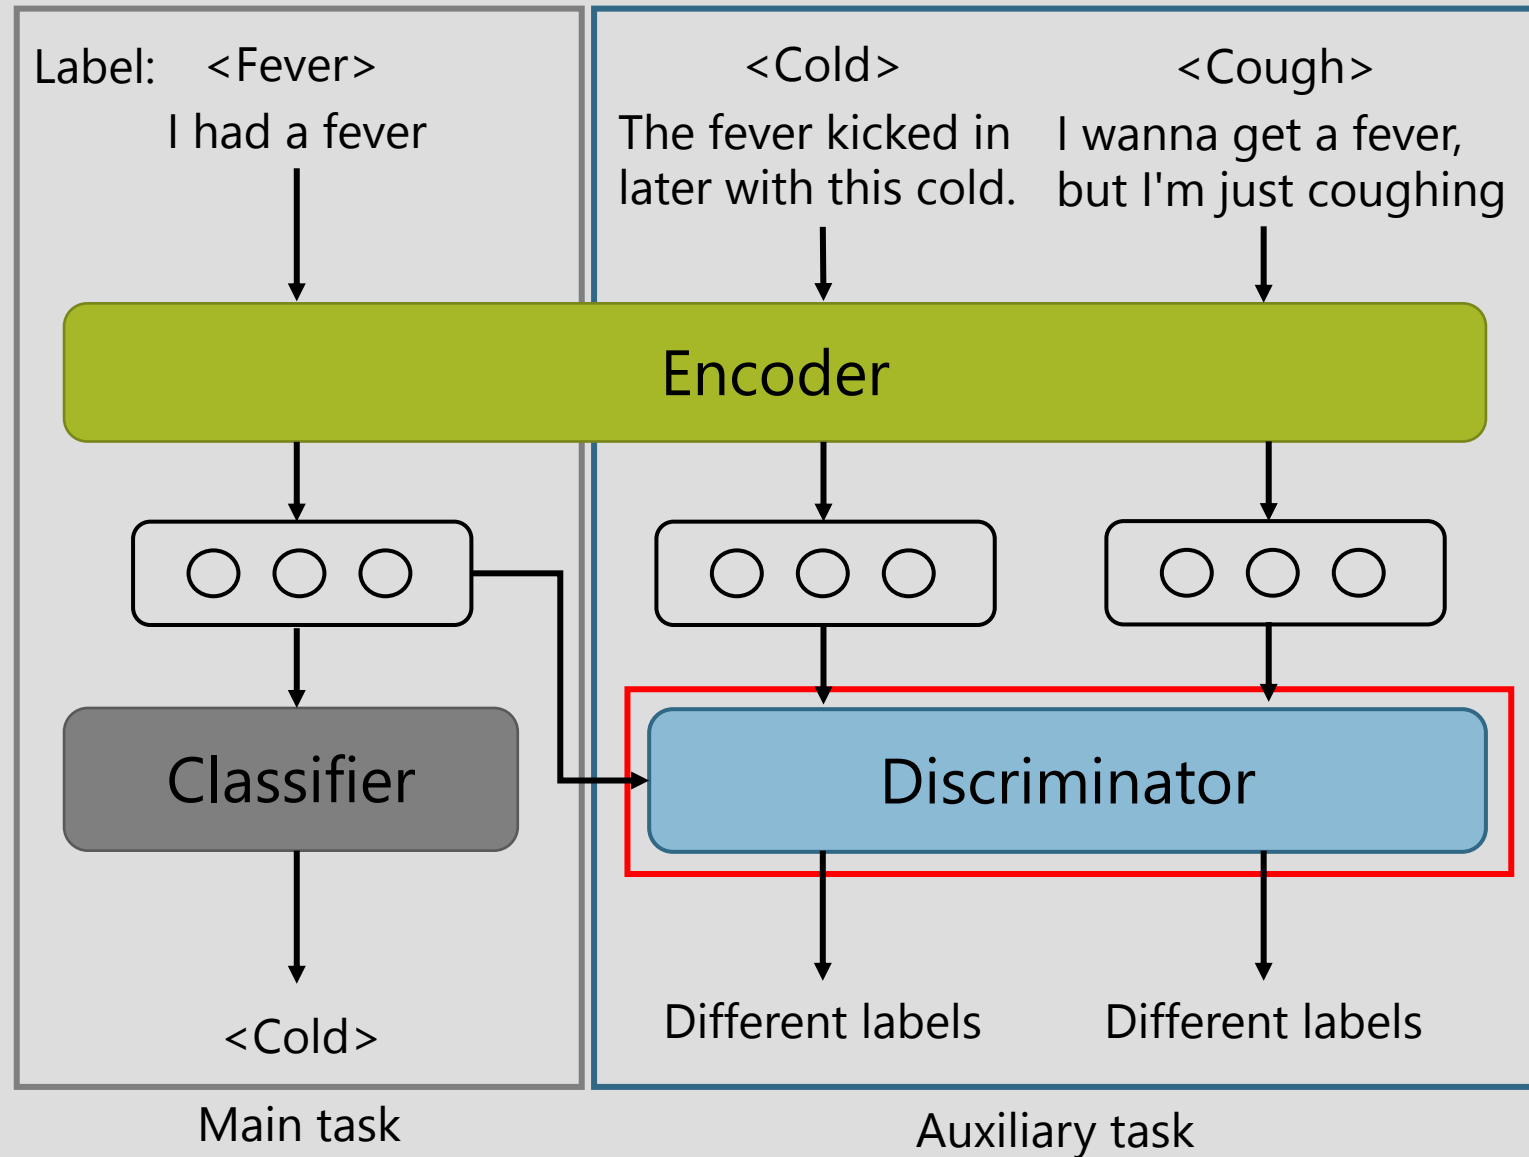 Label: <Fever>
I had a fever
<Cold>
The fever kicked in
later with this cold.
<Cough>
I wanna get a fever,
but I'm just coughing
Encoder
Classifier
Discriminator
<Cold>
Different labels
Different labels
Main task
Auxiliary task